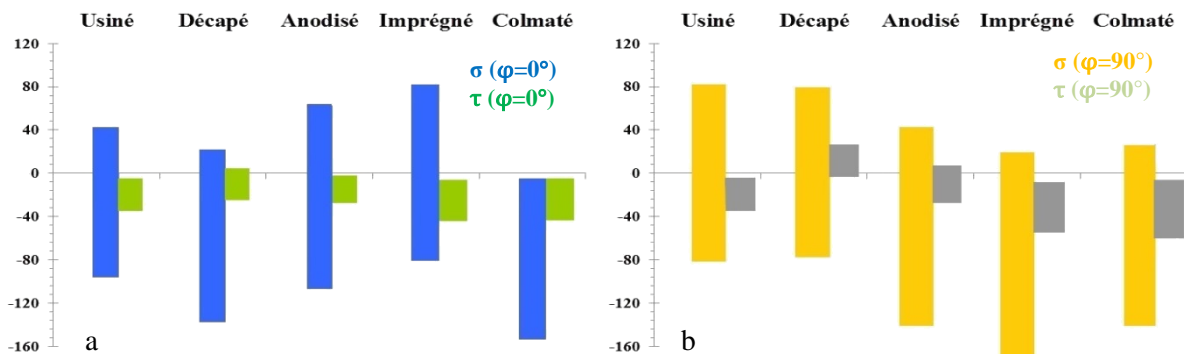 Usiné Décapé Anodisé Imprégné Colmaté
120
80
40
0
-40
-80
-120
-160
σ (φ=0°)
τ (φ=0°)
a
Usiné Décapé Anodisé Imprégné Colmaté
120
80
40
0
-40
-80
-120
-160
σ (φ=90°)
τ (φ=90°)
b